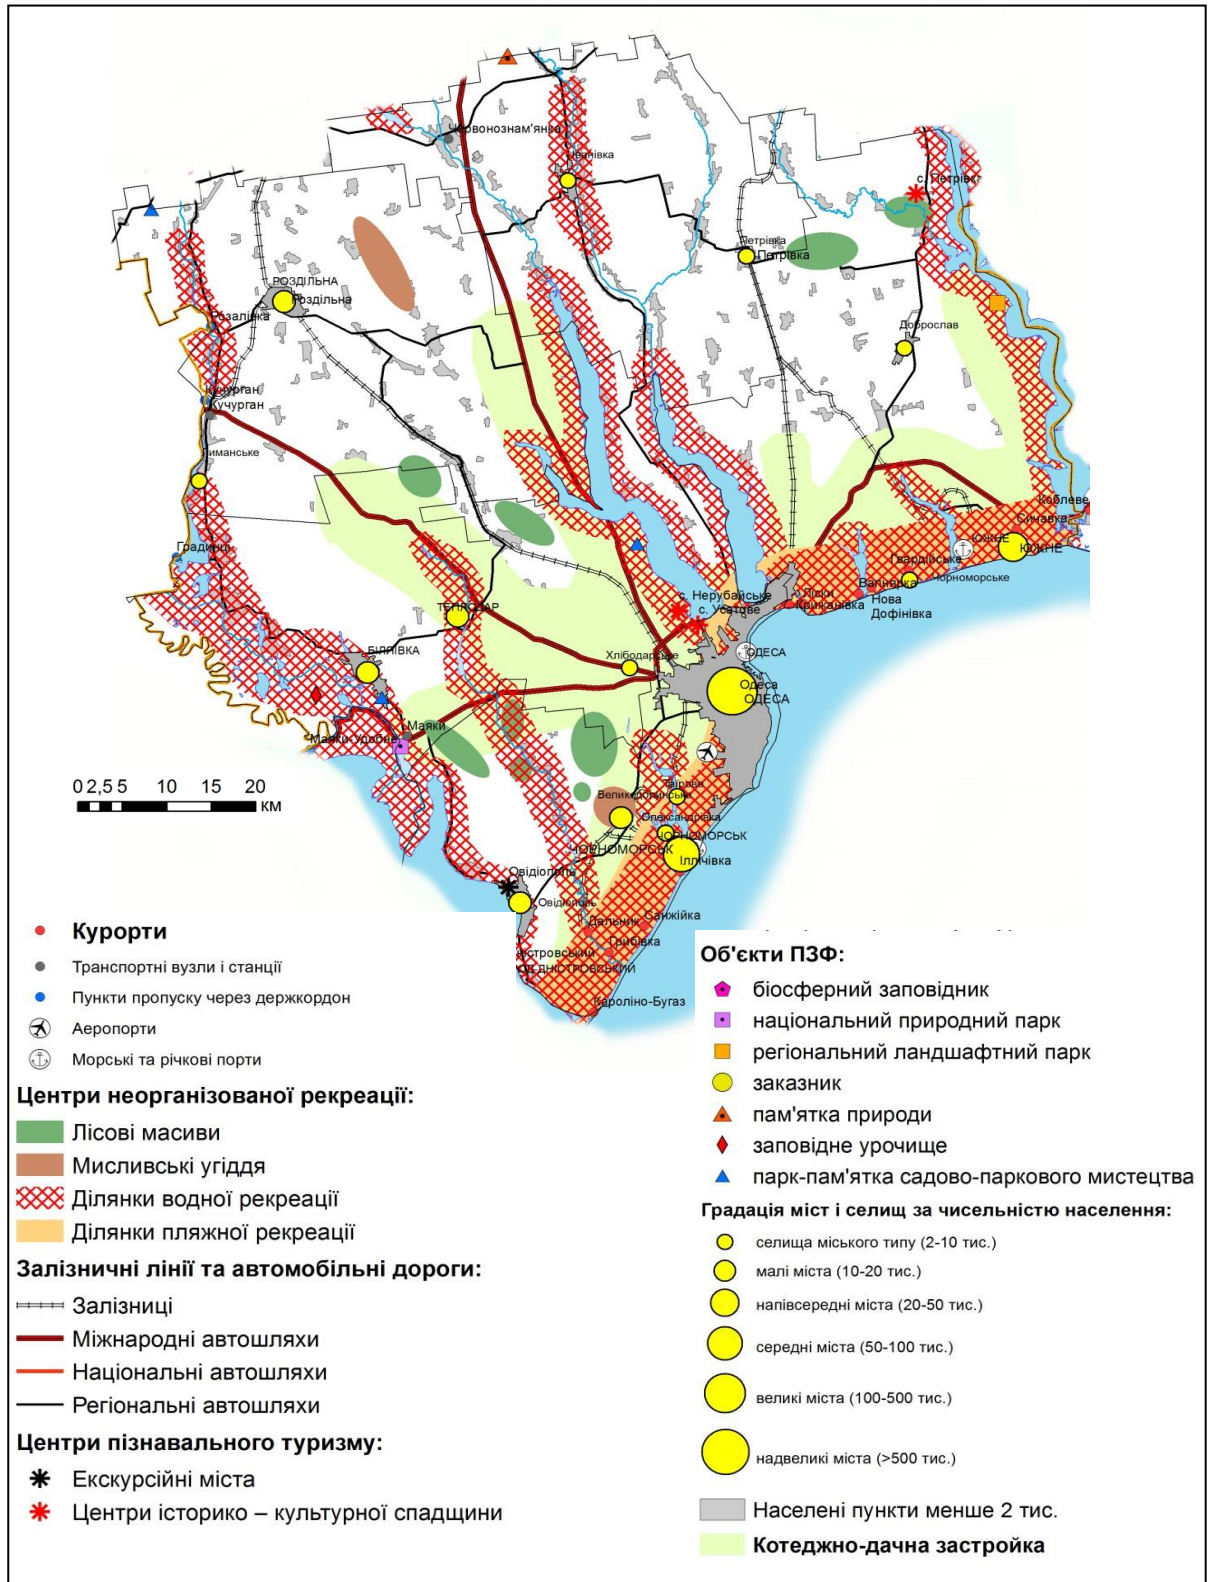 Червонознам'янка
Іванівка
с. Петрівка
Петрівка
Петрівка
РОЗДІЛЬНА
Роздільна
Розалівка
Доброслав
Кучурган
Кучурган
Лиманське
Коблеве
Сичавка
ЮЖНЕ
ЮЖНЕ
Градинці
Гвардійське
Чорноморське
Вапнярка
Нова
Дофінівка
Ліски
Крижанівка
с. Нерубайське
с. Усатове
ТЕПЛОДАР
БІЛЯЇВКА
Хлібодарське
ОДЕСА
Одеса
ОДЕСА
Маяки
Маяки-Удобне
Таїрове
Великодолинське
Олександрівка
ЧОРНОМОРСЬК
ЧОРНОМОРСЬК
Іллічівка
Овідіополь
Овідіополь
Дальник
Санжійка
Грибівка
ністровський
ДНІСТРОВСЬКИЙ
Кароліно-Бугаз
0 2,5 5 10 15 20
КМ
Курорти
Транспортні вузли і станції
Пункти пропуску через держкордон
Аеропорти
Морські та річкові порти
Центри неорганізованої рекреації:
Лісові масиви
Мисливські угіддя
Ділянки водної рекреації
Ділянки пляжної рекреації
Залізничні лінії та автомобільні дороги:
Залізниці
Міжнародні автошляхи
Національні автошляхи
Регіональні автошляхи
Центри пізнавального туризму:
Екскурсійні міста
Центри історико – культурної спадщини
Об'єкти ПЗФ:
біосферний заповідник
національний природний парк
регіональний ландшафтний парк
заказник
пам'ятка природи
заповідне урочище
парк-пам'ятка садово-паркового мистецтва
Градація міст і селищ за чисельністю населення:
селища міського типу (2-10 тис.)
малі міста (10-20 тис.)
напівсередні міста (20-50 тис.)
середні міста (50-100 тис.)
великі міста (100-500 тис.)
надвеликі міста (>500 тис.)
Населені пункти менше 2 тис.
Котеджно-дачна застройка